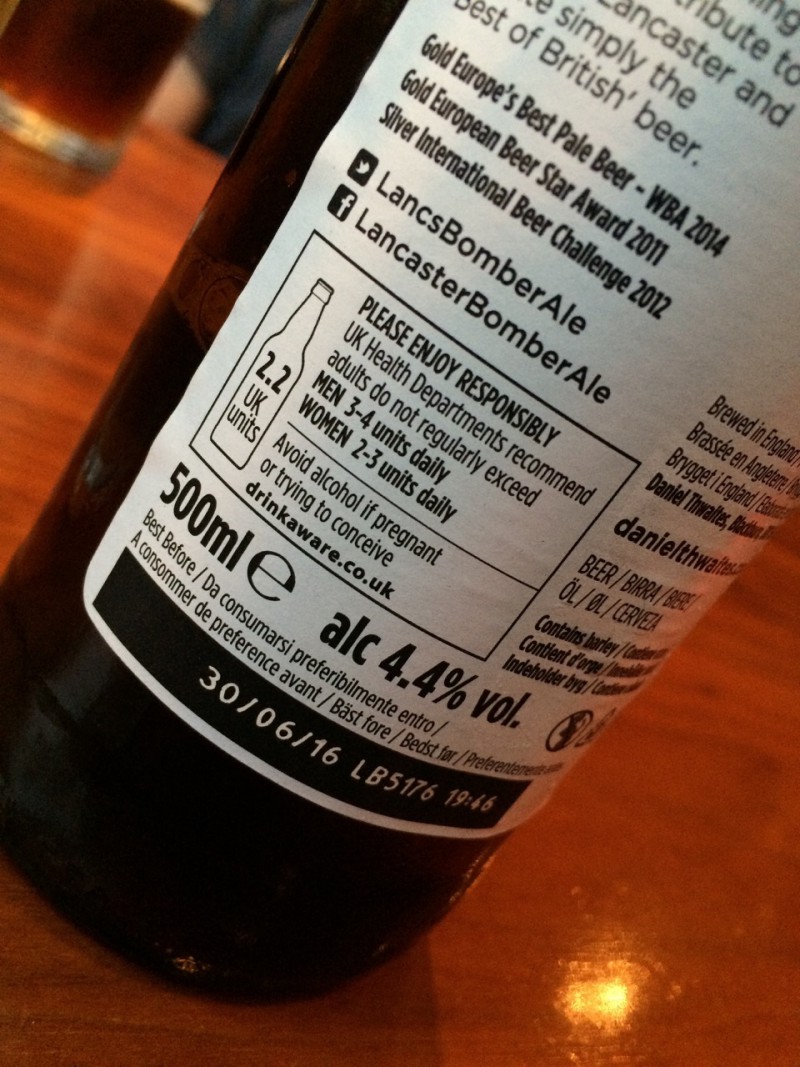 tribute to
Lancaster and
simply the
Best of British' beer.
Gold Europe's Best Pale Beer - WBA 2014
Gold European Beer Star Award 2011
Silver International Beer Challenge 2012
LancsBomberAle
LancasterBomberAle
2.2
UK
units
PLEASE ENJOY RESPONSIBLY
UK Health Departments recommend
adults do not regularly exceed
MEN 3-4 units daily
WOMEN 2-3 units daily
Avoid alcohol if pregnant
or trying to conceive
drinkaware.co.uk
500ml e
alc 4.4% vol.
Best Before / Da consumarsi preferibilmente entro /
A consommer de preference avant / Bäst fore / Bedst før / Preferentemente
30/06/16 LB5176 19:46
Brewed in England
Brassée en Angleterre
Brygget i England
Daniel Thwaites,
BEER / BIRRA / BIERE /
ÖL / ØL / CERVEZA
Contains barley /
Contient d'orge /
Indeholder byg /